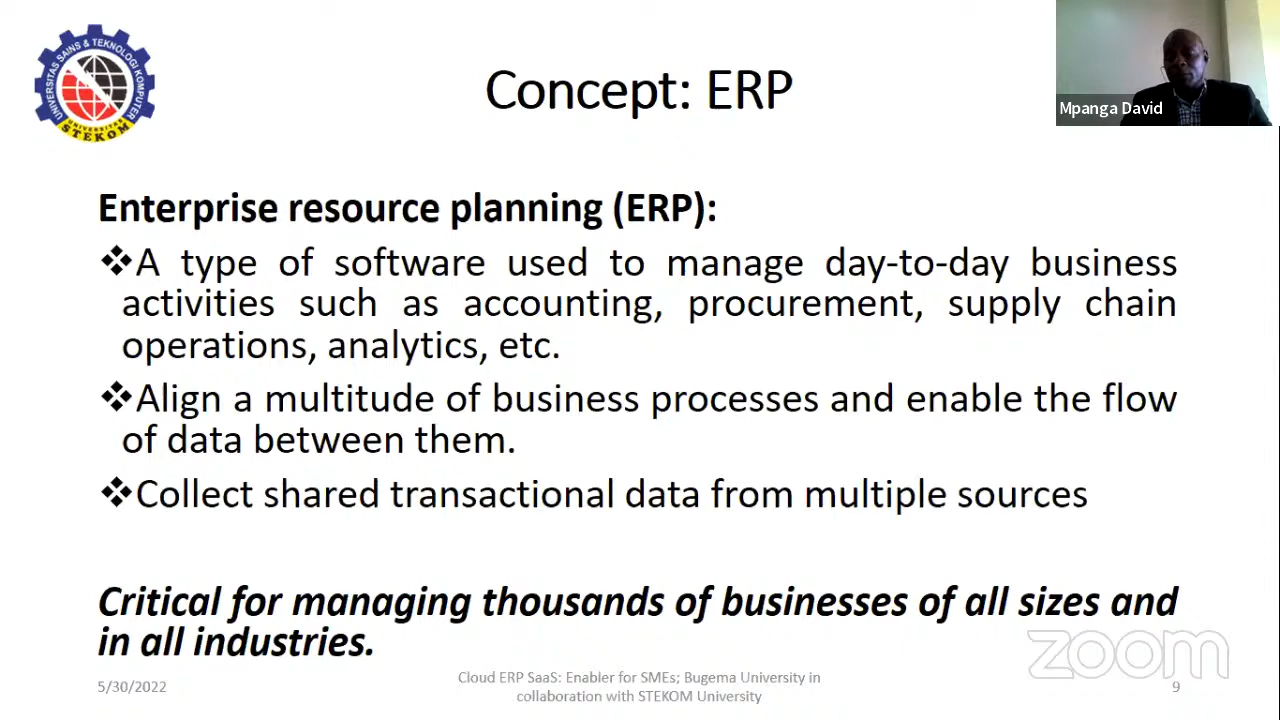 UNIVERSITAS SAINS & TEKNOLOGI KOMPUTER
UNIVERSITAS
STEKOM
Concept: ERP
Mpanga David
Enterprise resource planning (ERP):
❖A type of software used to manage day-to-day business
activities such as accounting, procurement, supply chain
operations, analytics, etc.
❖Align a multitude of business processes and enable the flow
of data between them.
❖Collect shared transactional data from multiple sources
Critical for managing thousands of businesses of all sizes and
in all industries.
zoom
5/30/2022
Cloud ERP SaaS: Enabler for SMEs; Bugema University in
collaboration with STEKOM University
9